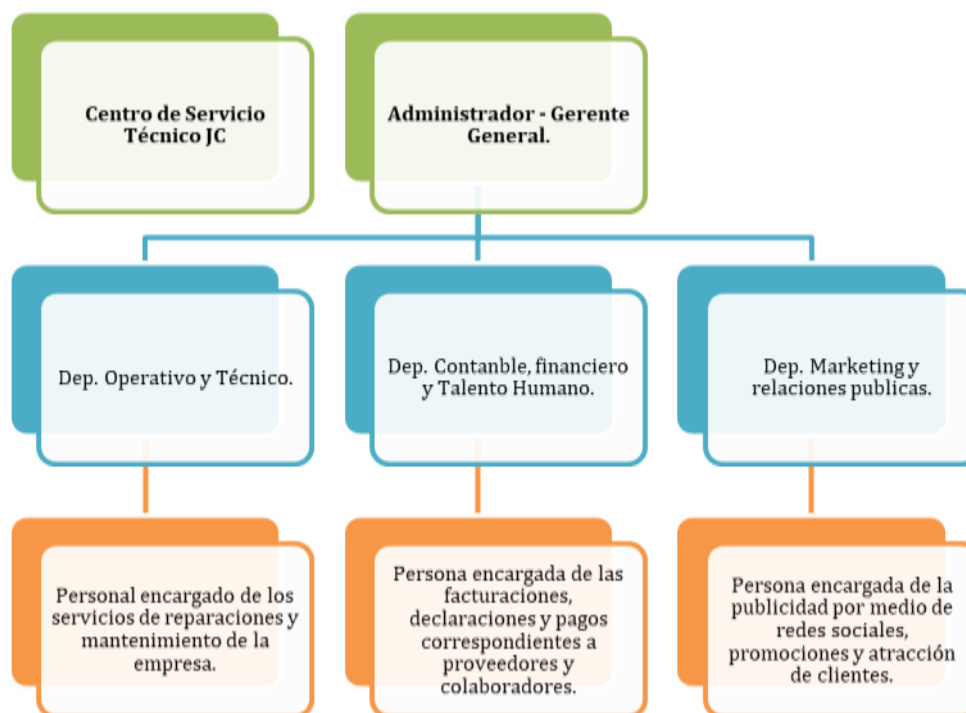 Centro de Servicio
Técnico JC
Administrador - Gerente
General.
Dep. Operativo y Técnico.
Dep. Contanble, financiero
y Talento Humano.
Dep. Marketing y
relaciones publicas.
Personal encargado de los
servicios de reparaciones y
mantenimiento de la
empresa.
Persona encargada de las
facturaciones,
declaraciones y pagos
correspondientes a
proveedores y
colaboradores.
Persona encargada de la
publicidad por medio de
redes sociales,
promociones y atracción
de clientes.